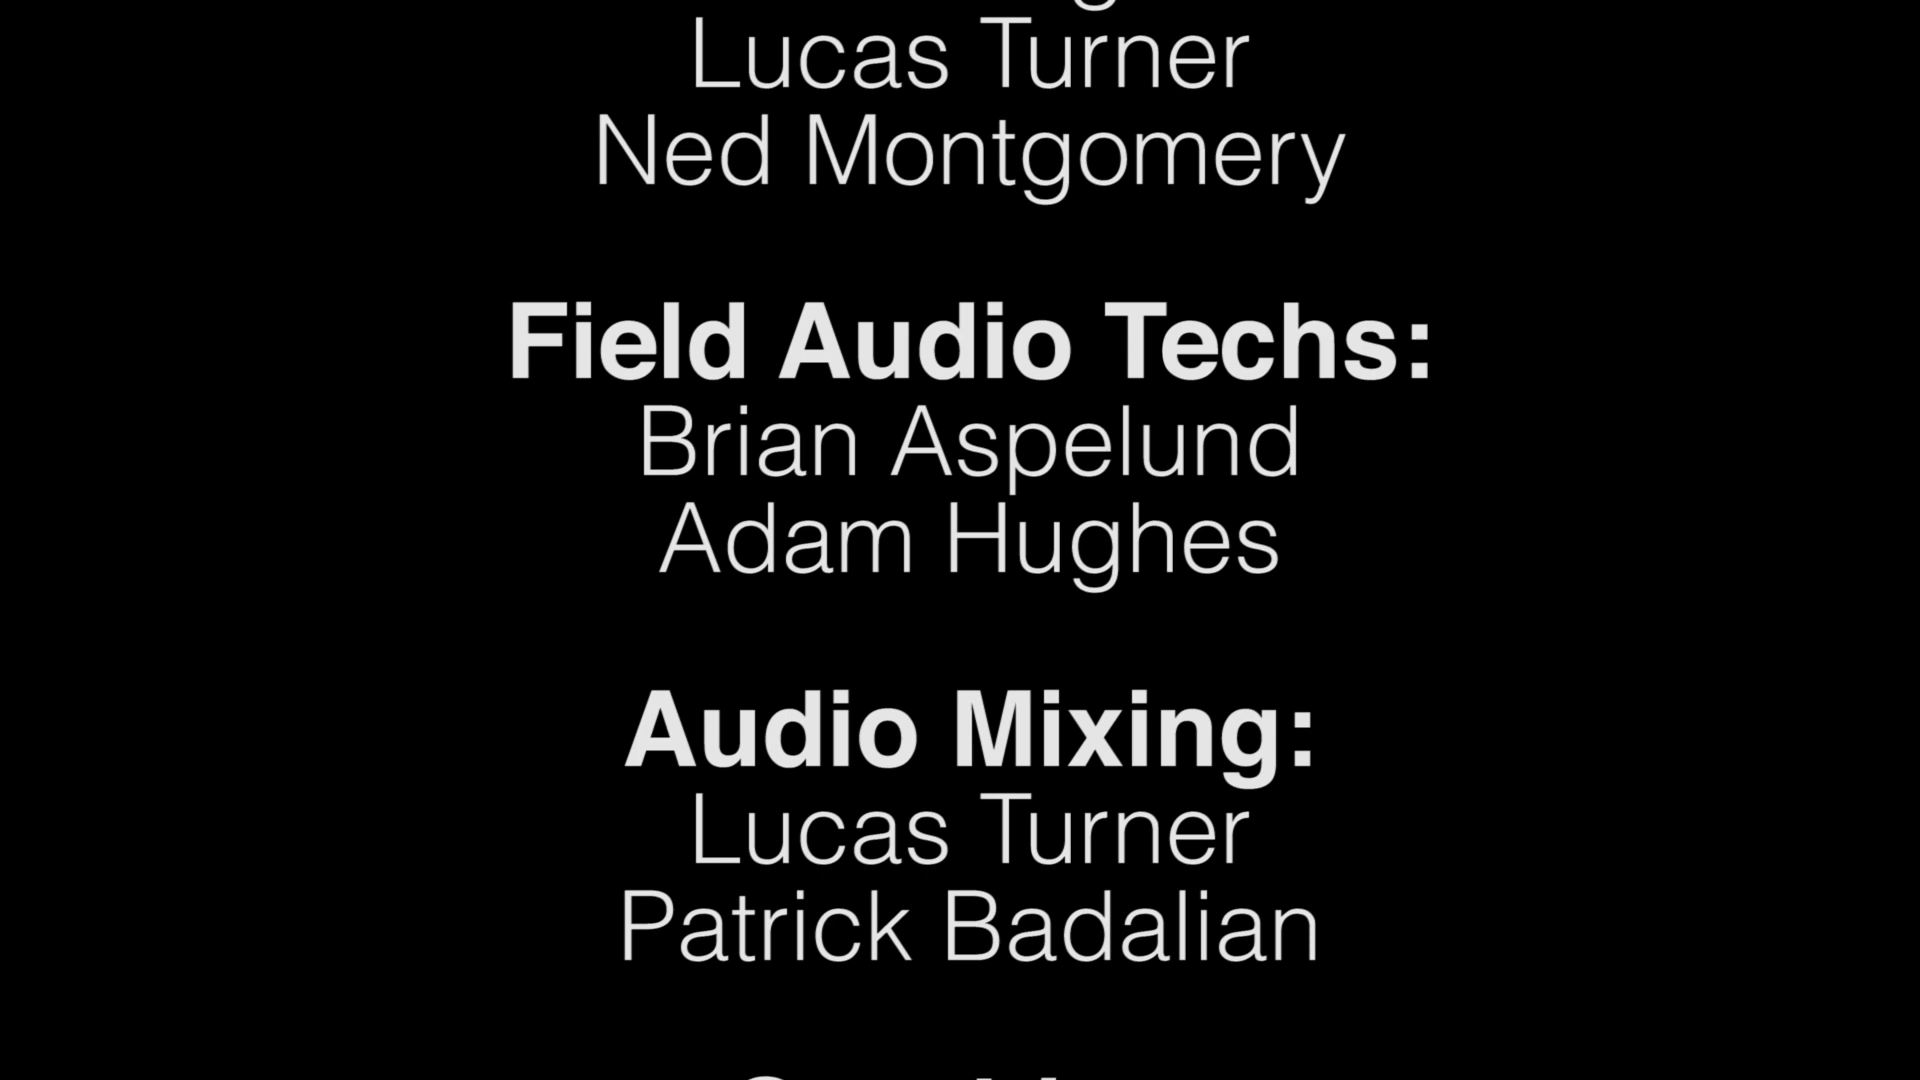 Lucas Turner
Ned Montgomery
Field Audio Techs:
Brian Aspelund
Adam Hughes
Audio Mixing:
Lucas Turner
Patrick Badalian